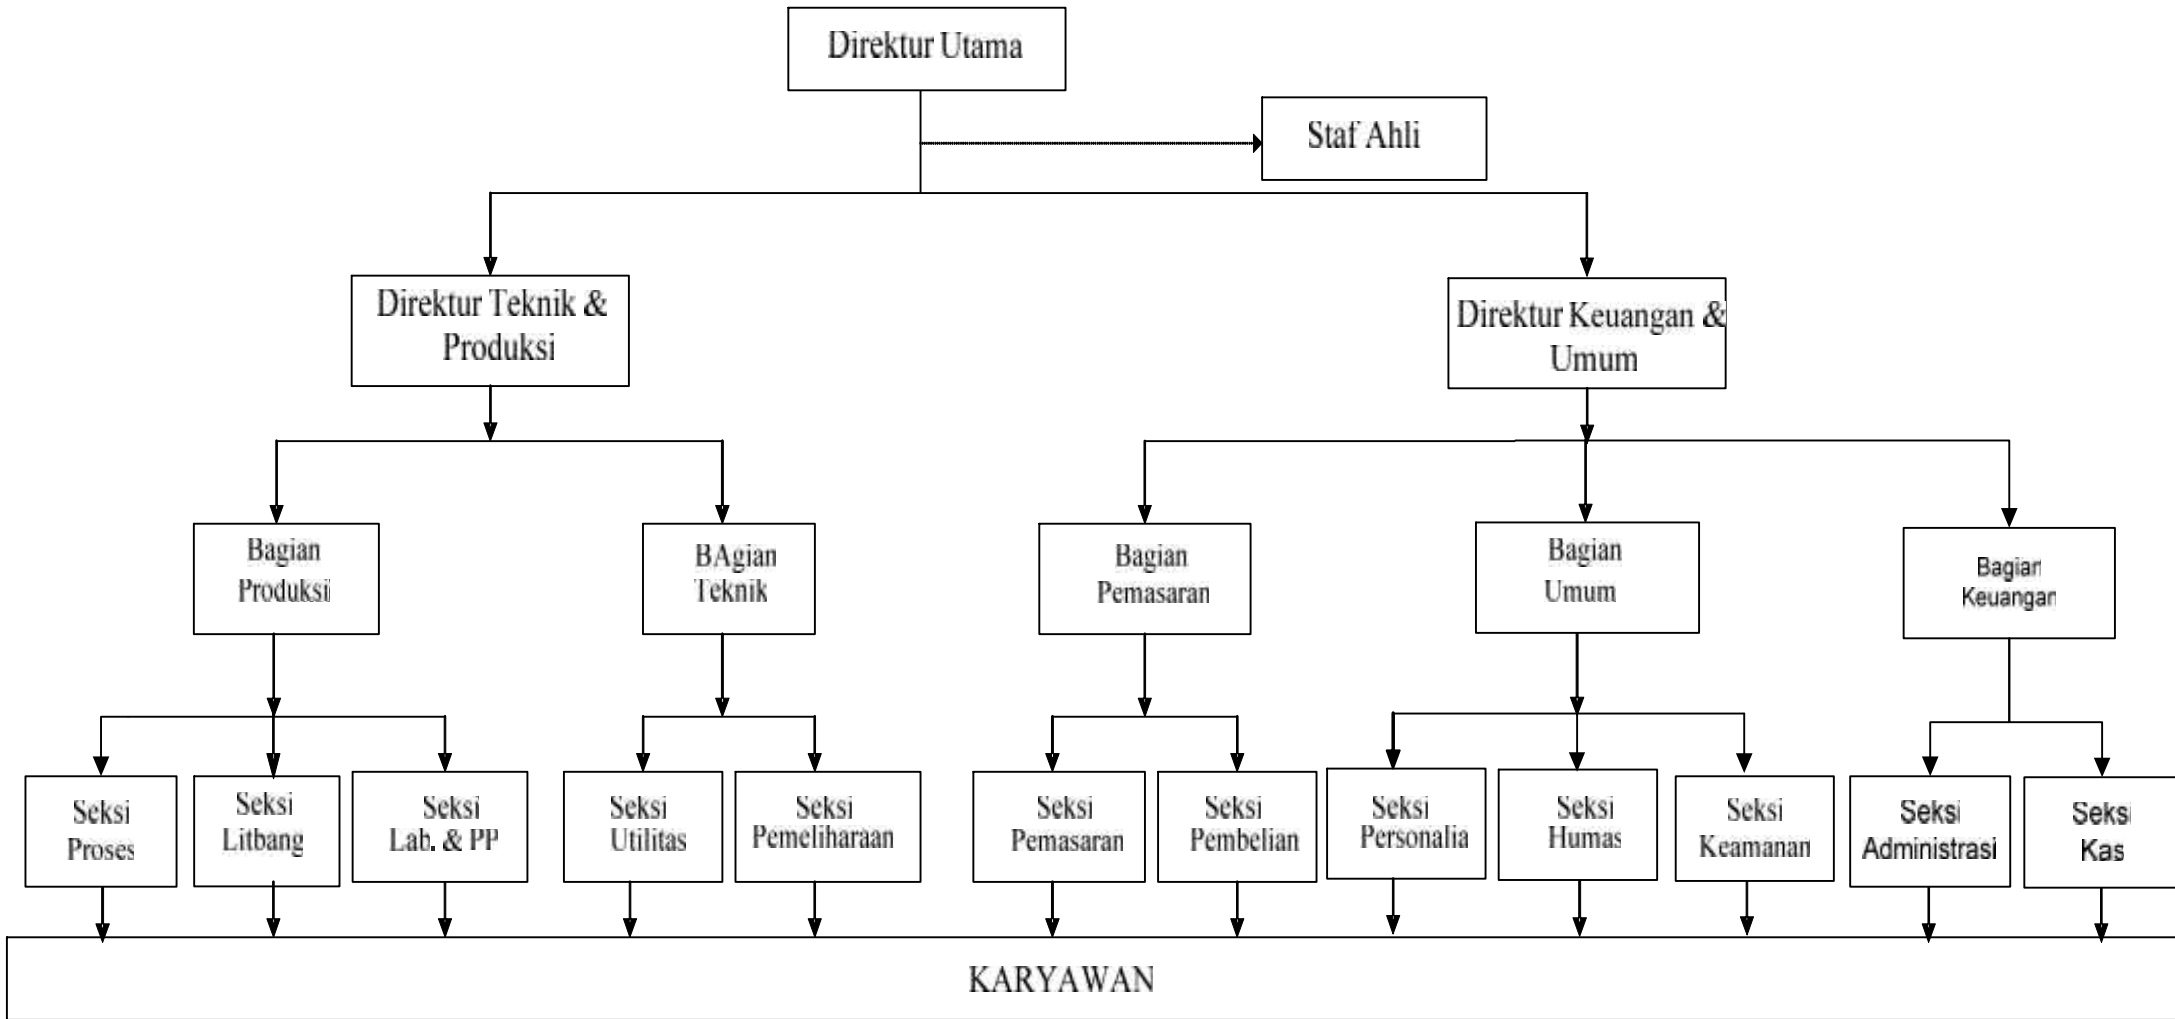 Direktur Utama
Staf Ahli
Direktur Teknik &
Produksi
Direktur Keuangan &
Umum
Bagian
Produksi
BAgian
Teknik
Bagian
Pemasaran
Bagian
Umum
Bagian
Keuangan
Seksi
Proses
Seksi
Litbang
Seksi
Lab. & PP
Seksi
Utilitas
Seksi
Pemeliharaan
Seksi
Pemasaran
Seksi
Pembelian
Seksi
Personalia
Seksi
Humas
Seksi
Keamanan
Seksi
Administrasi
Seksi
Kas
KARYAWAN